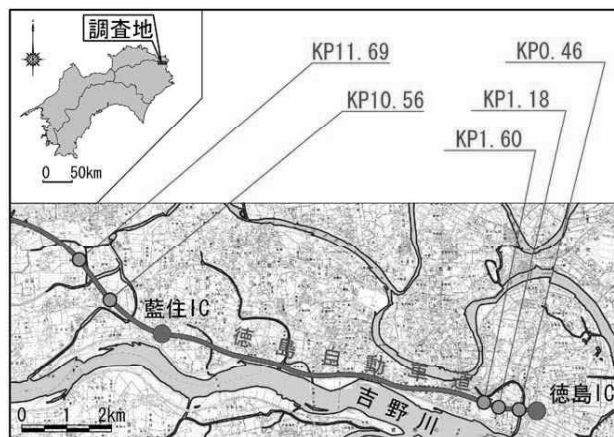 調査地
KP11.69
KP10.56
KP0.46
KP1.18
KP1.60
0 50km
藍住IC
徳島自動車道
吉野川
徳島IC
0 1 2km